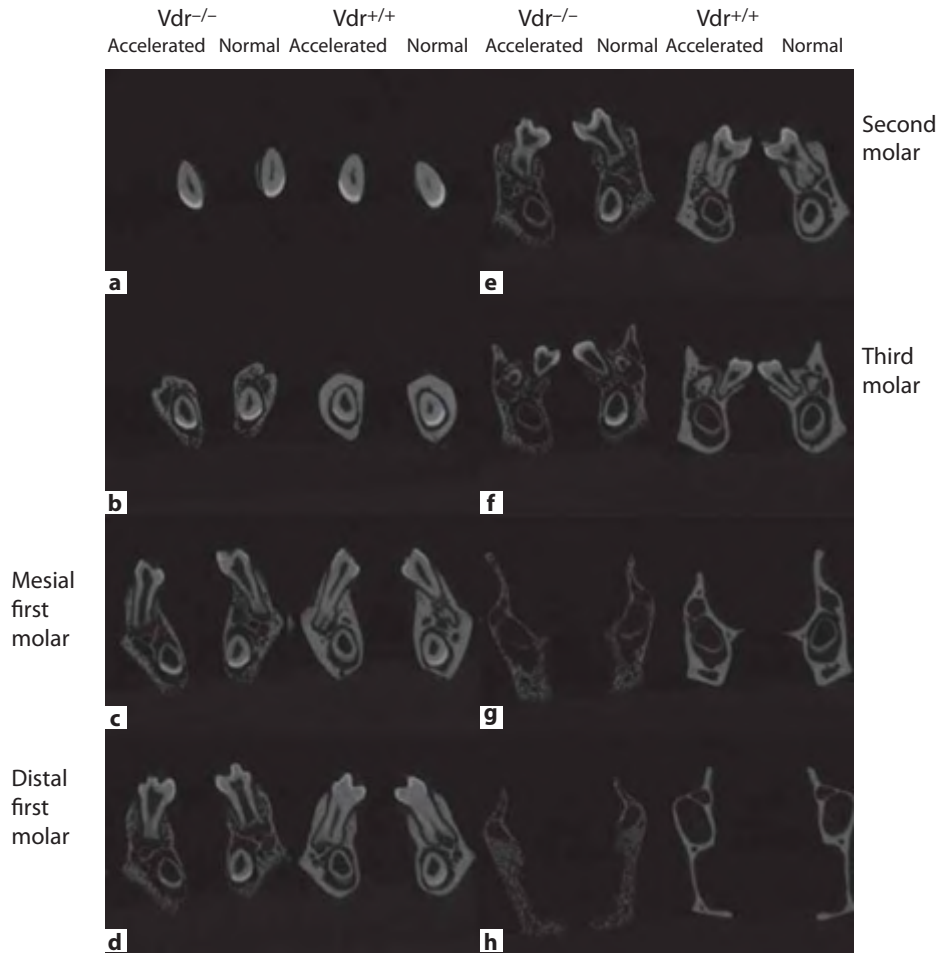 Vdr–/– Vdr+/+ Vdr–/– Vdr+/+
Accelerated Normal Accelerated Normal Accelerated Normal Accelerated Normal
Second
molar
a
e
Third
molar
b
f
Mesial
first
molar
c
g
Distal
first
molar
d
h